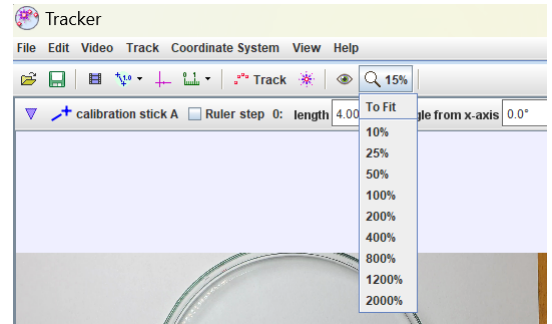 Tracker
File Edit Video Track Coordinate System View Help
Track 15%
calibration stick A Ruler step 0: length 4.00 gle from x-axis 0.0°
To Fit
10%
25%
50%
100%
200%
400%
800%
1200%
2000%